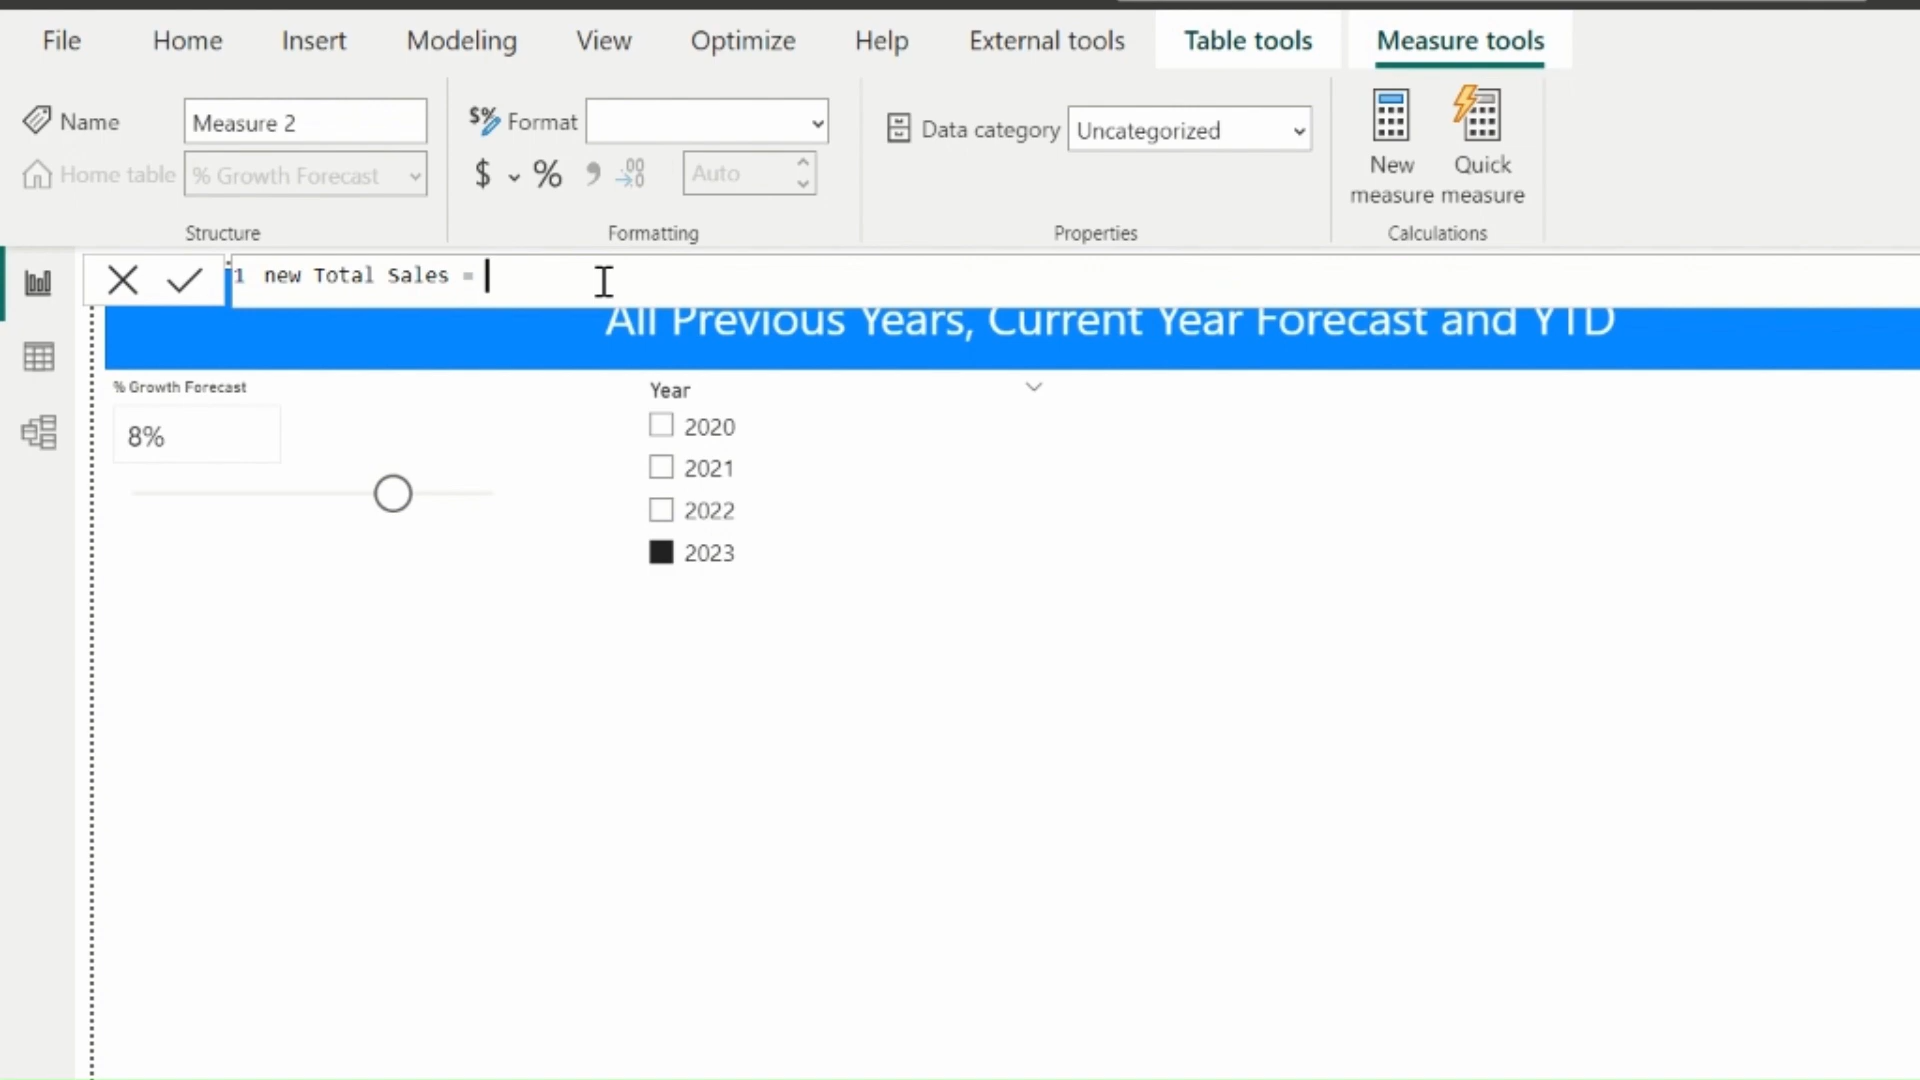 File Home Insert Modeling View Optimize Help External tools Table tools Measure tools
Name Measure 2
Home table % Growth Forecast
Structure
$% Format
$ % , .00 →.0 Auto
Formatting
Data category Uncategorized
Properties
New measure
Quick measure
Calculations
1 new Total Sales =
All Previous Years, Current Year Forecast and YTD
% Growth Forecast
8%
Year
2020
2021
2022
2023